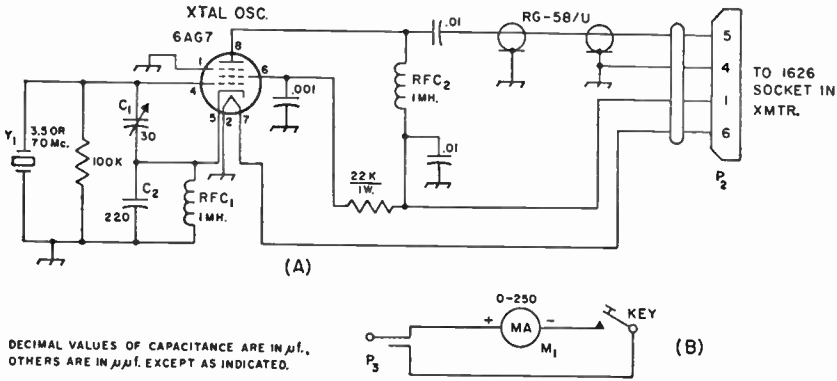 XTAL OSC.
6AG7
8
1
6
4
5
2
7
.01
RG-58/U
5
4
1
6
P2
TO 1626
SOCKET IN
XMTR.
RFC2
1MH.
.001
.01
Y1
3.5 OR
70 Mc.
100K
C1
30
C2
220
RFC1
1MH.
22K
1W.
(A)
0-250
+
MA
-
M1
KEY
P3
(B)
DECIMAL VALUES OF CAPACITANCE ARE IN µf.,
OTHERS ARE IN µµf. EXCEPT AS INDICATED.